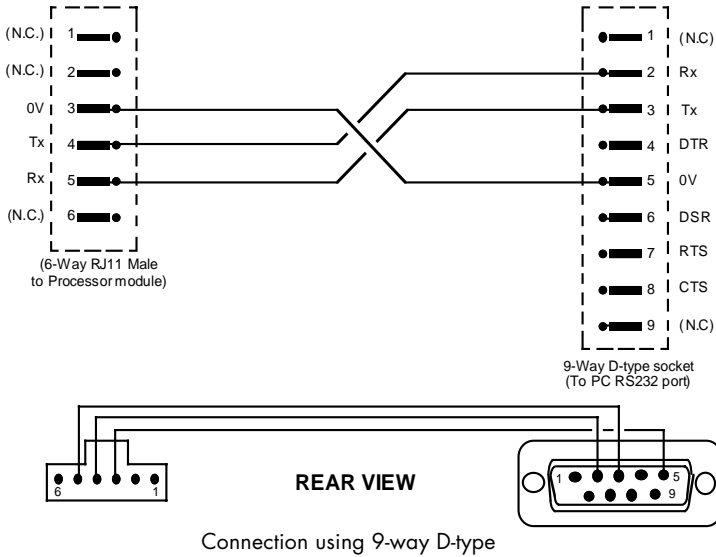 (N.C.) 1
(N.C.) 2
0V 3
Tx 4
Rx 5
(N.C.) 6
(6-Way RJ11 Male
to Processor module)
1 (N.C)
2 Rx
3 Tx
4 DTR
5 0V
6 DSR
7 RTS
8 CTS
9 (N.C)
9-Way D-type socket
(To PC RS232 port)
6 1
REAR VIEW
1 5
9
Connection using 9-way D-type